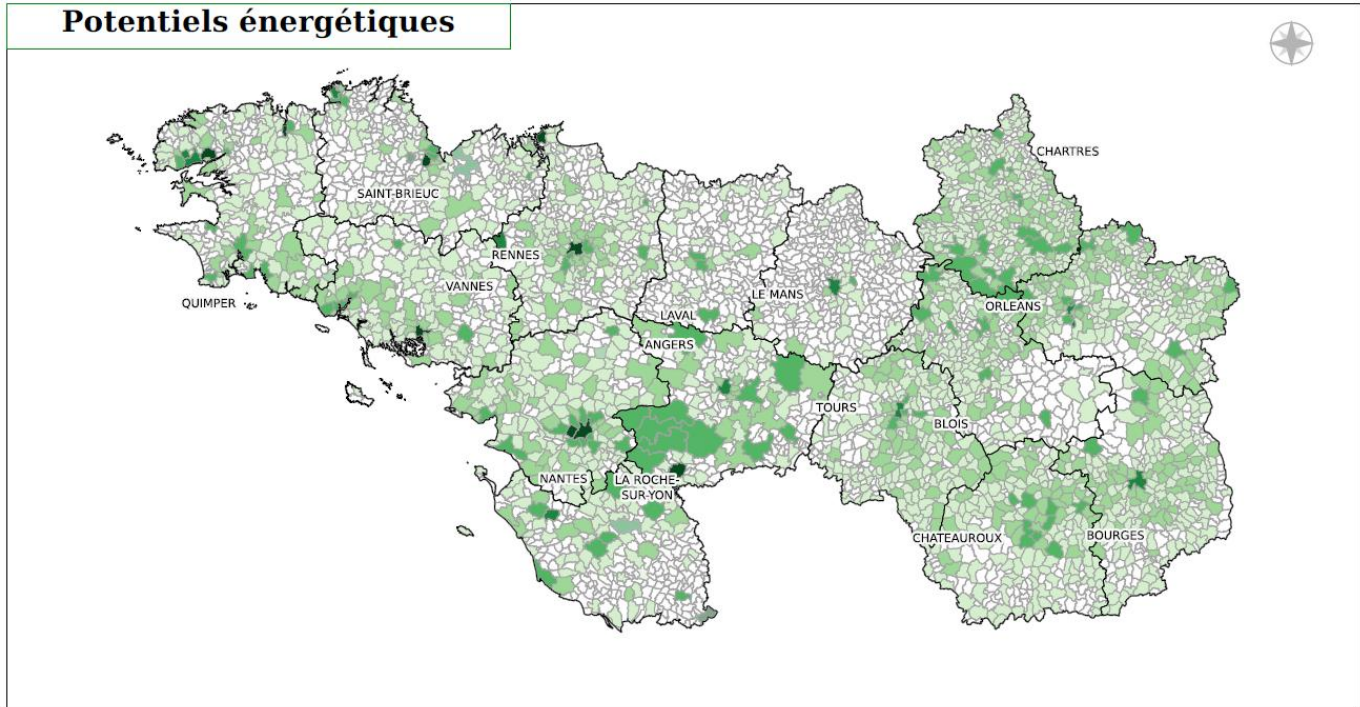 Potentiels énergétiques
CHARTRES
SAINT-BRIEUC
RENNES
VANNES
LE MANS
QUIMPER
ORLEANS
LAVAL
ANGERS
TOURS
BLOIS
NANTES
LA ROCHE-
SUR-YON
CHATEAUROUX
BOURGES